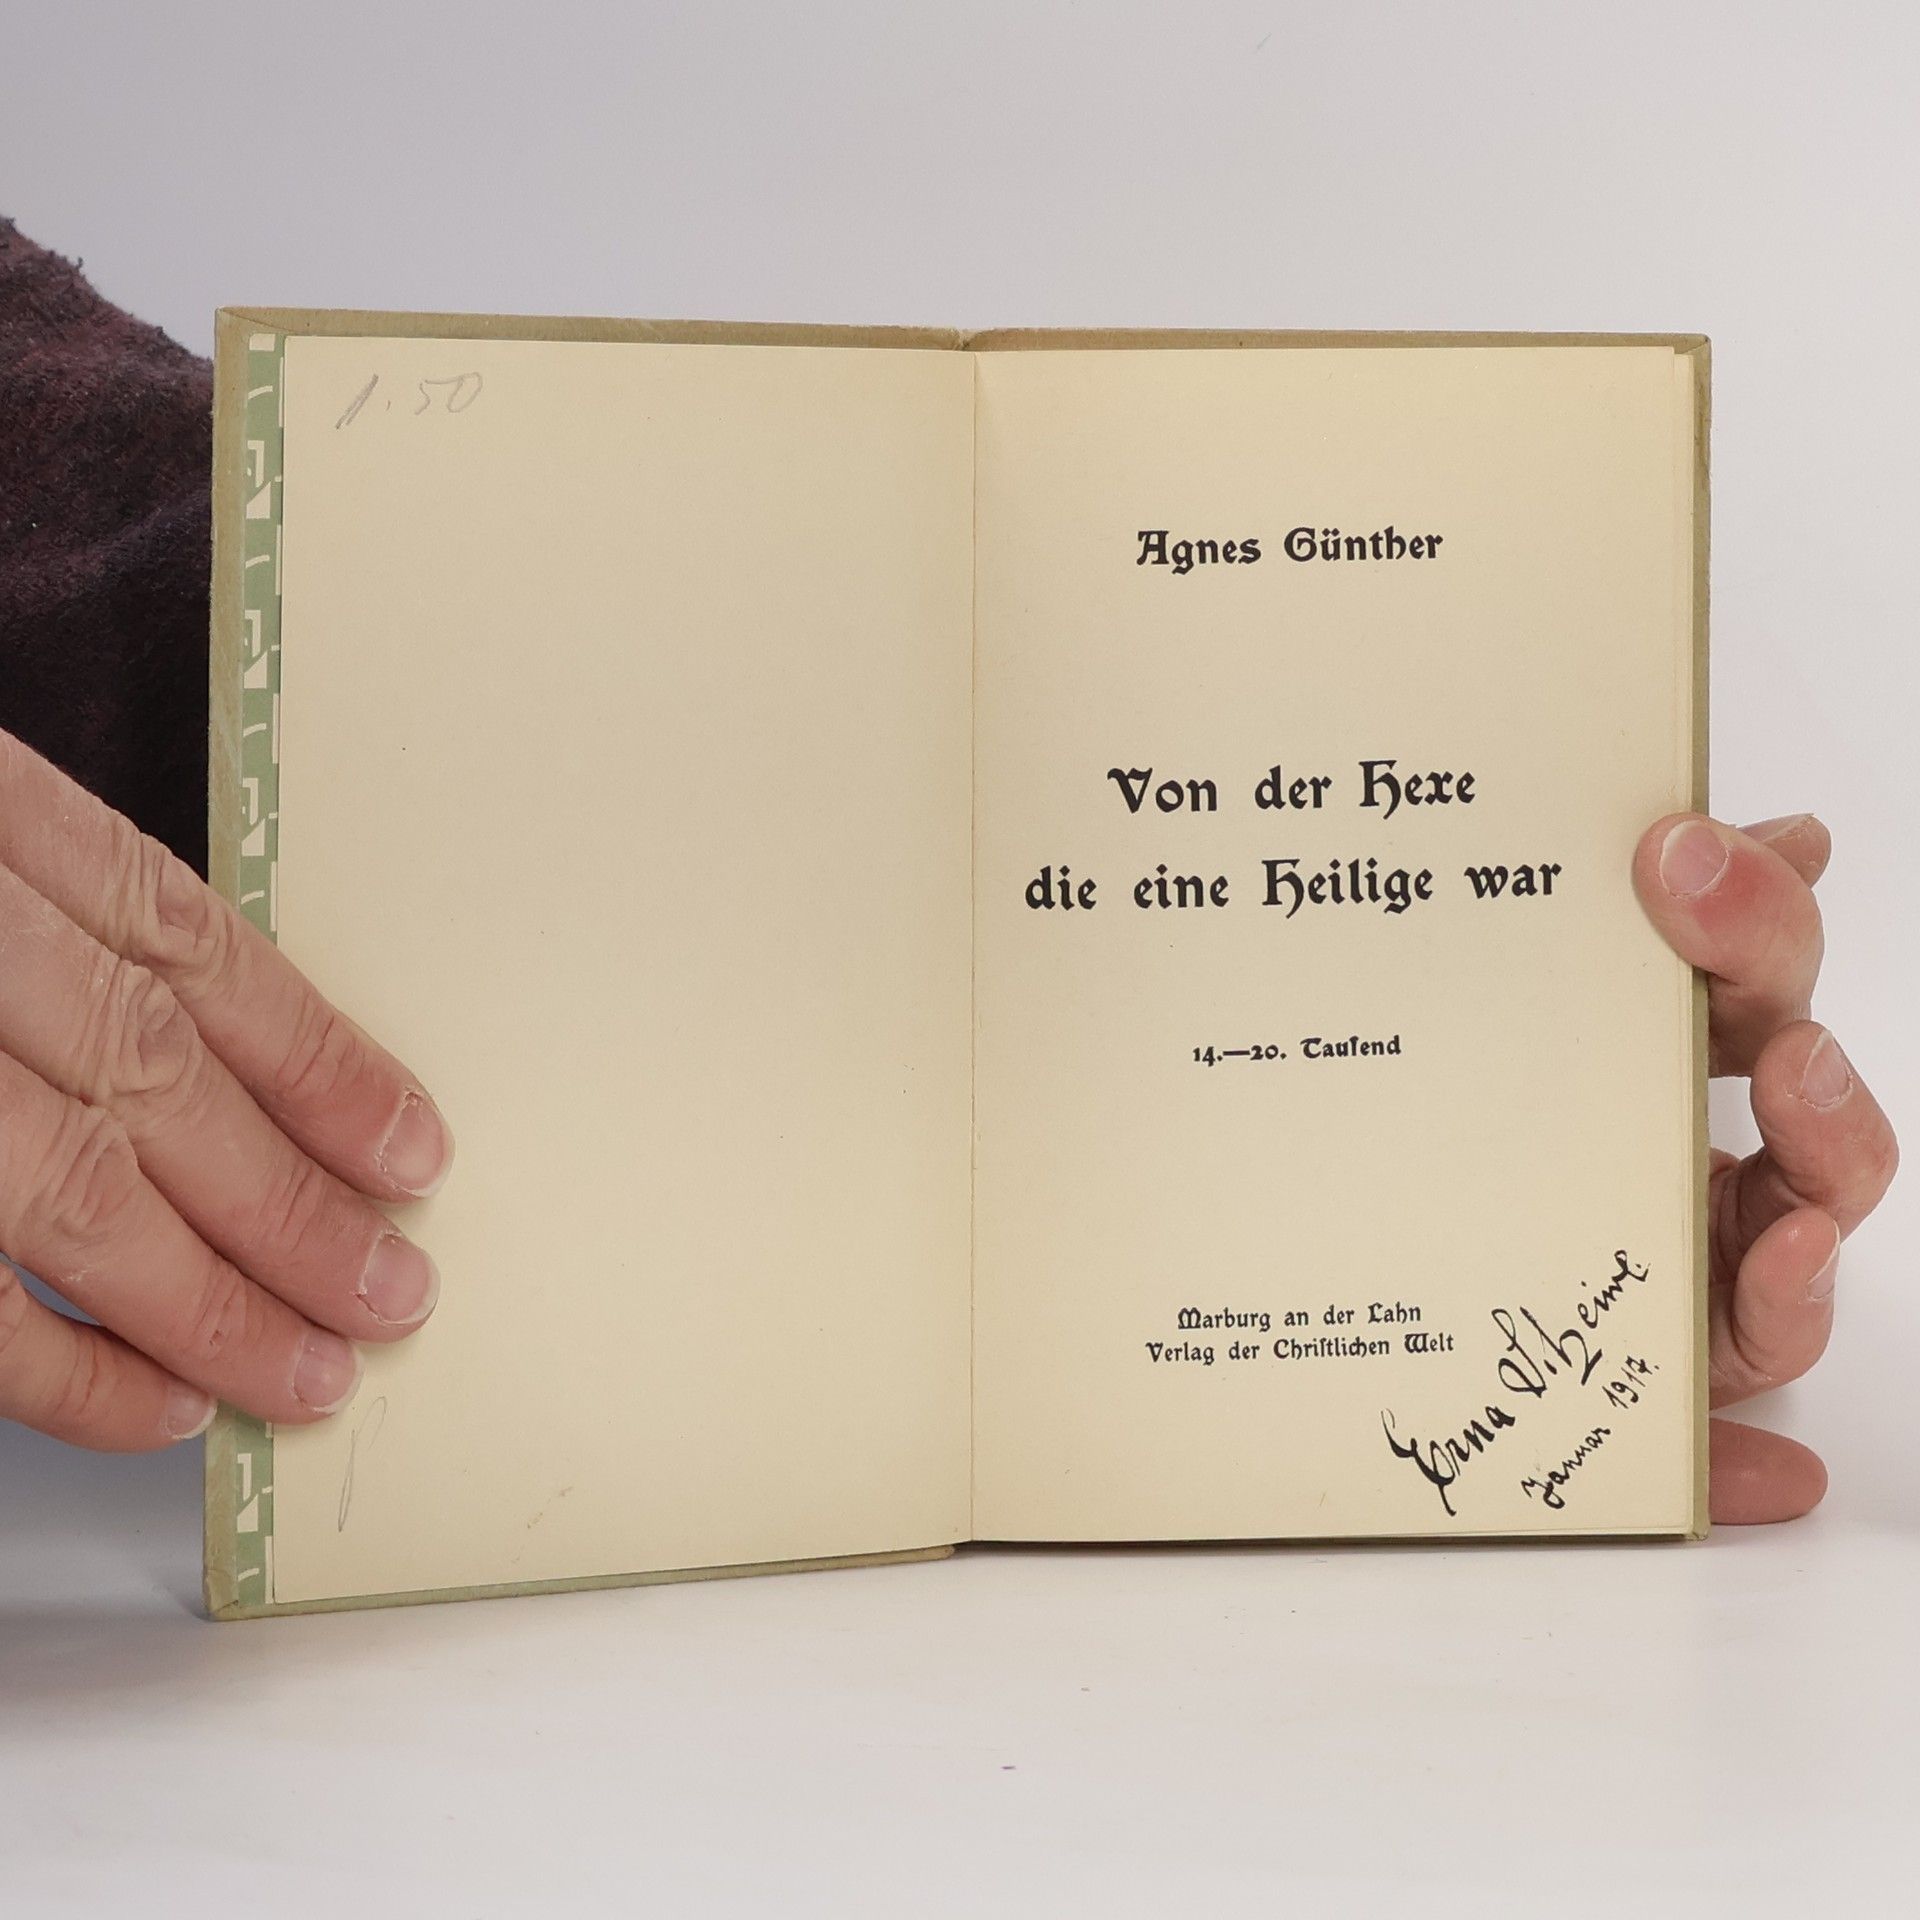 1.50
Agnes Günther
Von der Hexe
die eine Heilige war
14.—20. Tauſend
Marburg an der Lahn
Verlag der Chriſtlichen Welt
Erna
Januar 1917.